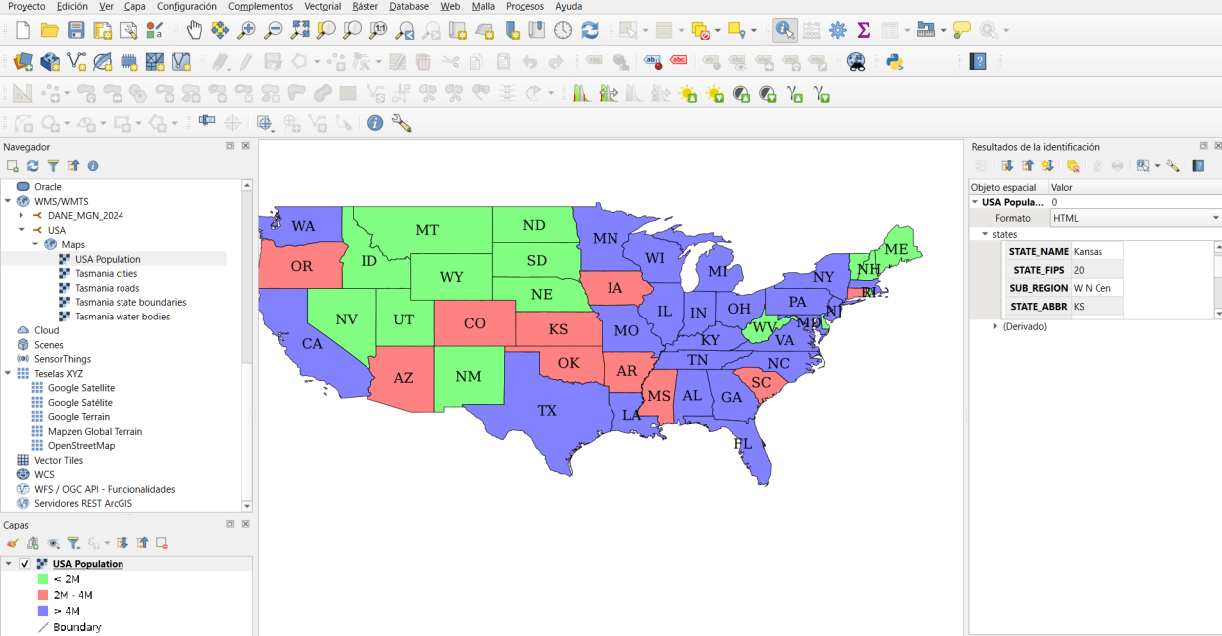 Proyecto Edición Ver Capa Configuración Complementos Vectorial Ráster Database Web Malla Procesos Ayuda
Navegador
Oracle
WMS/WMTS
DANE_MGN_2024
USA
Maps
USA Population
Tasmania cities
Tasmania roads
Tasmania state boundaries
Tasmania water bodies
Cloud
Scenes
SensorThings
Teselas XYZ
Google Satellite
Google Satélite
Google Terrain
Mapzen Global Terrain
OpenStreetMap
Vector Tiles
WCS
WFS / OGC API - Funcionalidades
Servidores REST ArcGIS
Capas
USA Population
< 2M
2M - 4M
> 4M
Boundary
WA MT ND MN ME
OR ID SD WI MI NY NH
WY NE IA PA RI
NV UT CO KS IL IN OH NJ
CA MO WV MD
KY VA
AZ NM OK AR TN NC
TX MS AL GA SC
LA FL
Resultados de la identificación
Objeto espacial Valor
USA Popula... 0
Formato HTML
states
STATE_NAME Kansas
STATE_FIPS 20
SUB_REGION W N Cen
STATE_ABBR KS
(Derivado)